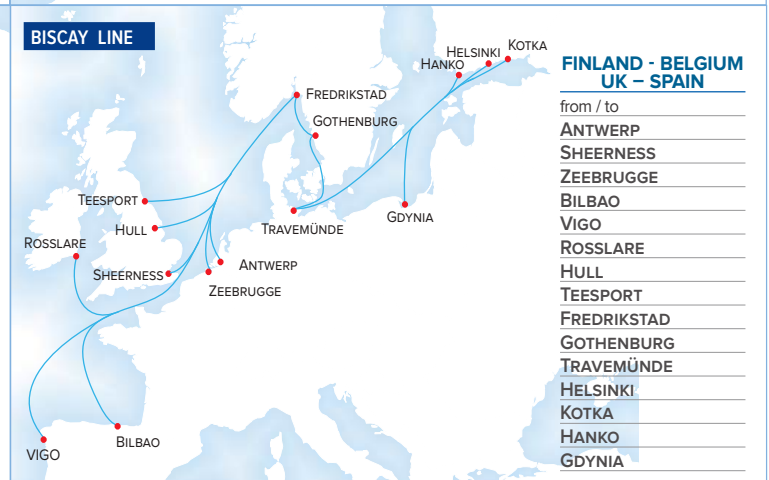 BISCAY LINE
KOTKA
HELSINKI
HANKO
FREDRIKSTAD
GOTHENBURG
TEESPORT
HULL
TRAVEMÜNDE
GDYNIA
ROSSLARE
SHEERNESS
ANTWERP
ZEEBRUGGE
BILBAO
VIGO
FINLAND - BELGIUM
UK – SPAIN
from / to
ANTWERP
SHEERNESS
ZEEBRUGGE
BILBAO
VIGO
ROSSLARE
HULL
TEESPORT
FREDRIKSTAD
GOTHENBURG
TRAVEMÜNDE
HELSINKI
KOTKA
HANKO
GDYNIA